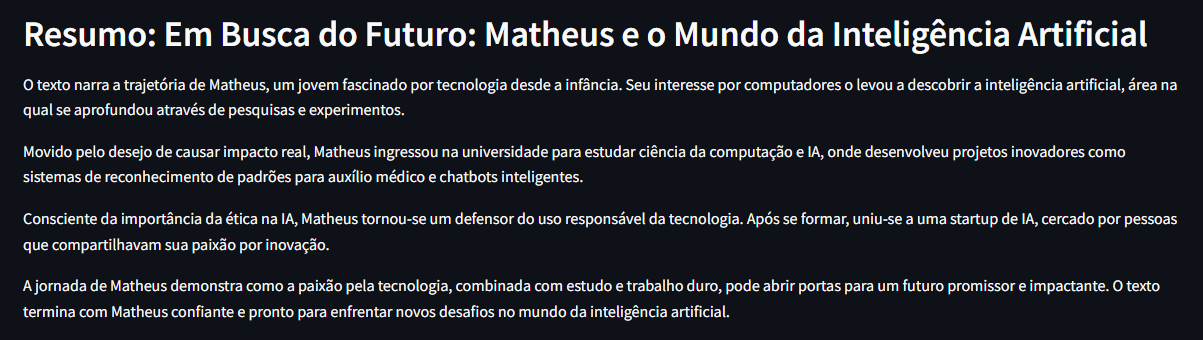 Resumo: Em Busca do Futuro: Matheus e o Mundo da Inteligência Artificial
O texto narra a trajetória de Matheus, um jovem fascinado por tecnologia desde a infância. Seu interesse por computadores o levou a descobrir a inteligência artificial, área na
qual se aprofundou através de pesquisas e experimentos.
Movido pelo desejo de causar impacto real, Matheus ingressou na universidade para estudar ciência da computação e IA, onde desenvolveu projetos inovadores como
sistemas de reconhecimento de padrões para auxílio médico e chatbots inteligentes.
Consciente da importância da ética na IA, Matheus tornou-se um defensor do uso responsável da tecnologia. Após se formar, uniu-se a uma startup de IA, cercado por pessoas
que compartilhavam sua paixão por inovação.
A jornada de Matheus demonstra como a paixão pela tecnologia, combinada com estudo e trabalho duro, pode abrir portas para um futuro promissor e impactante. O texto
termina com Matheus confiante e pronto para enfrentar novos desafios no mundo da inteligência artificial.